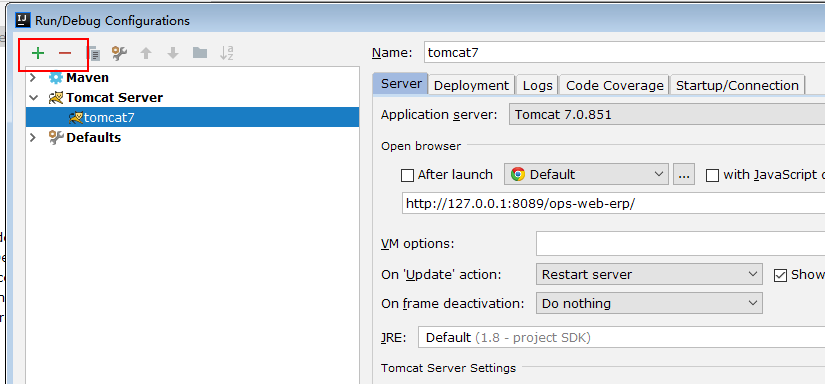 Run/Debug Configurations
Name: tomcat7
Maven
Tomcat Server
tomcat7
Defaults
Server Deployment Logs Code Coverage Startup/Connection
Application server: Tomcat 7.0.851
Open browser
After launch Default ... with JavaScript
http://127.0.0.1:8089/ops-web-erp/
VM options:
On 'Update' action: Restart server Show
On frame deactivation: Do nothing
JRE: Default (1.8 - project SDK)
Tomcat Server Settings